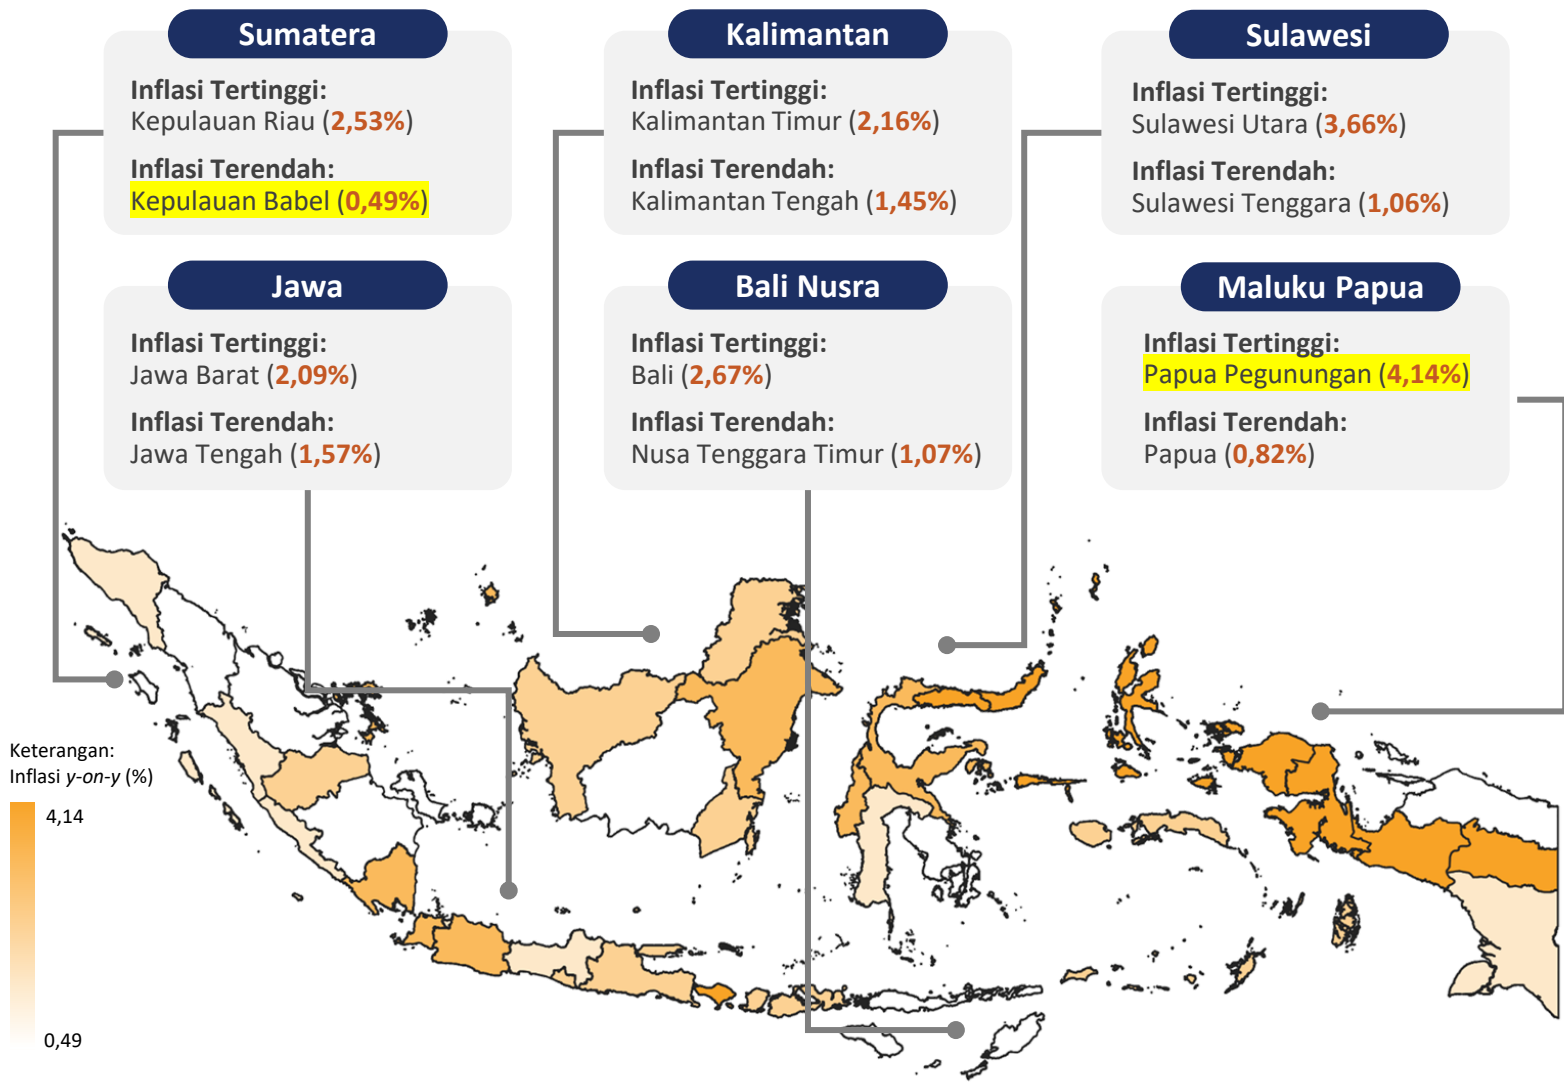 Sumatera
Inflasi Tertinggi:
Kepulauan Riau (2,53%)
Inflasi Terendah:
Kepulauan Babel (0,49%)
Kalimantan
Inflasi Tertinggi:
Kalimantan Timur (2,16%)
Inflasi Terendah:
Kalimantan Tengah (1,45%)
Sulawesi
Inflasi Tertinggi:
Sulawesi Utara (3,66%)
Inflasi Terendah:
Sulawesi Tenggara (1,06%)
Jawa
Inflasi Tertinggi:
Jawa Barat (2,09%)
Inflasi Terendah:
Jawa Tengah (1,57%)
Bali Nusra
Inflasi Tertinggi:
Bali (2,67%)
Inflasi Terendah:
Nusa Tenggara Timur (1,07%)
Maluku Papua
Inflasi Tertinggi:
Papua Pegunungan (4,14%)
Inflasi Terendah:
Papua (0,82%)
Keterangan:
Inflasi y-on-y (%)
4,14
0,49